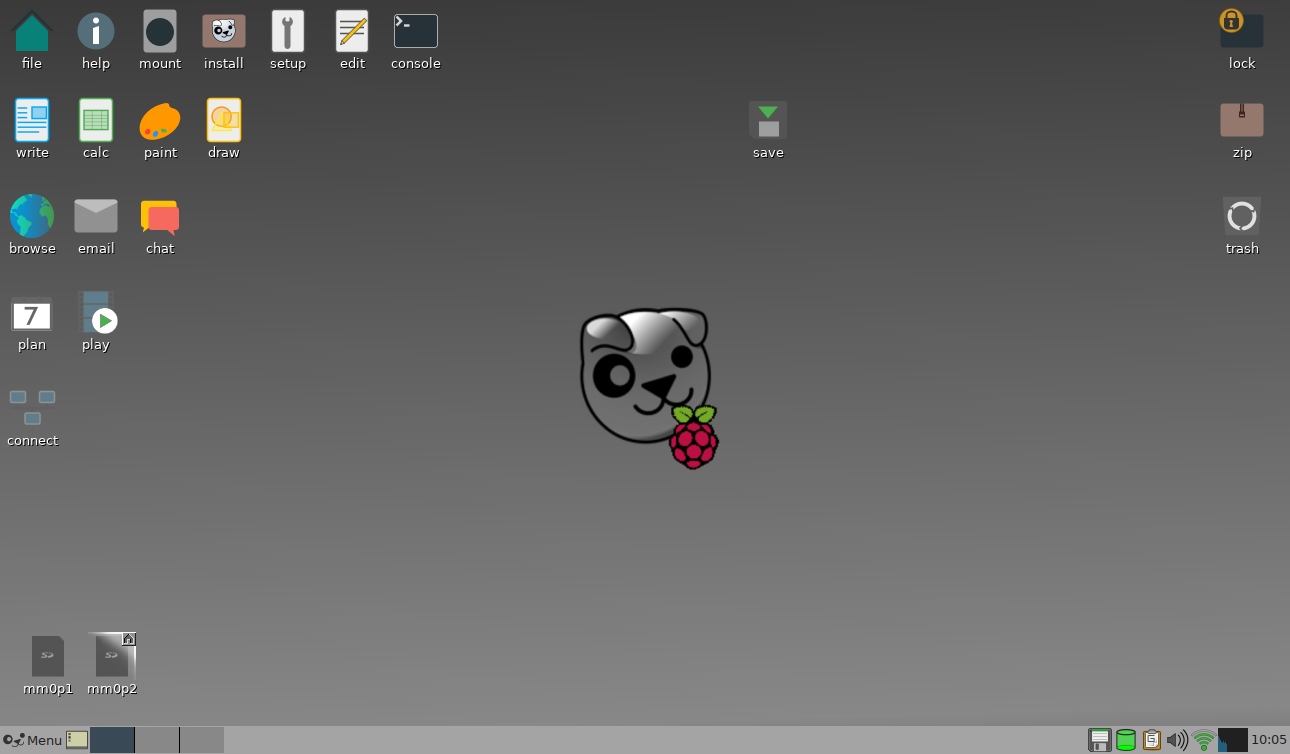 file help mount install setup edit console lock
write calc paint draw save zip
browse email chat trash
7
plan play
connect
mm0p1 mm0p2
Menu 10:05